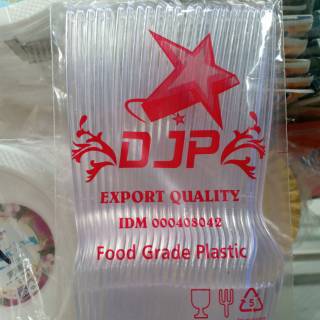 DJP
EXPORT QUALITY
IDM 000408042
Food Grade Plastic
5